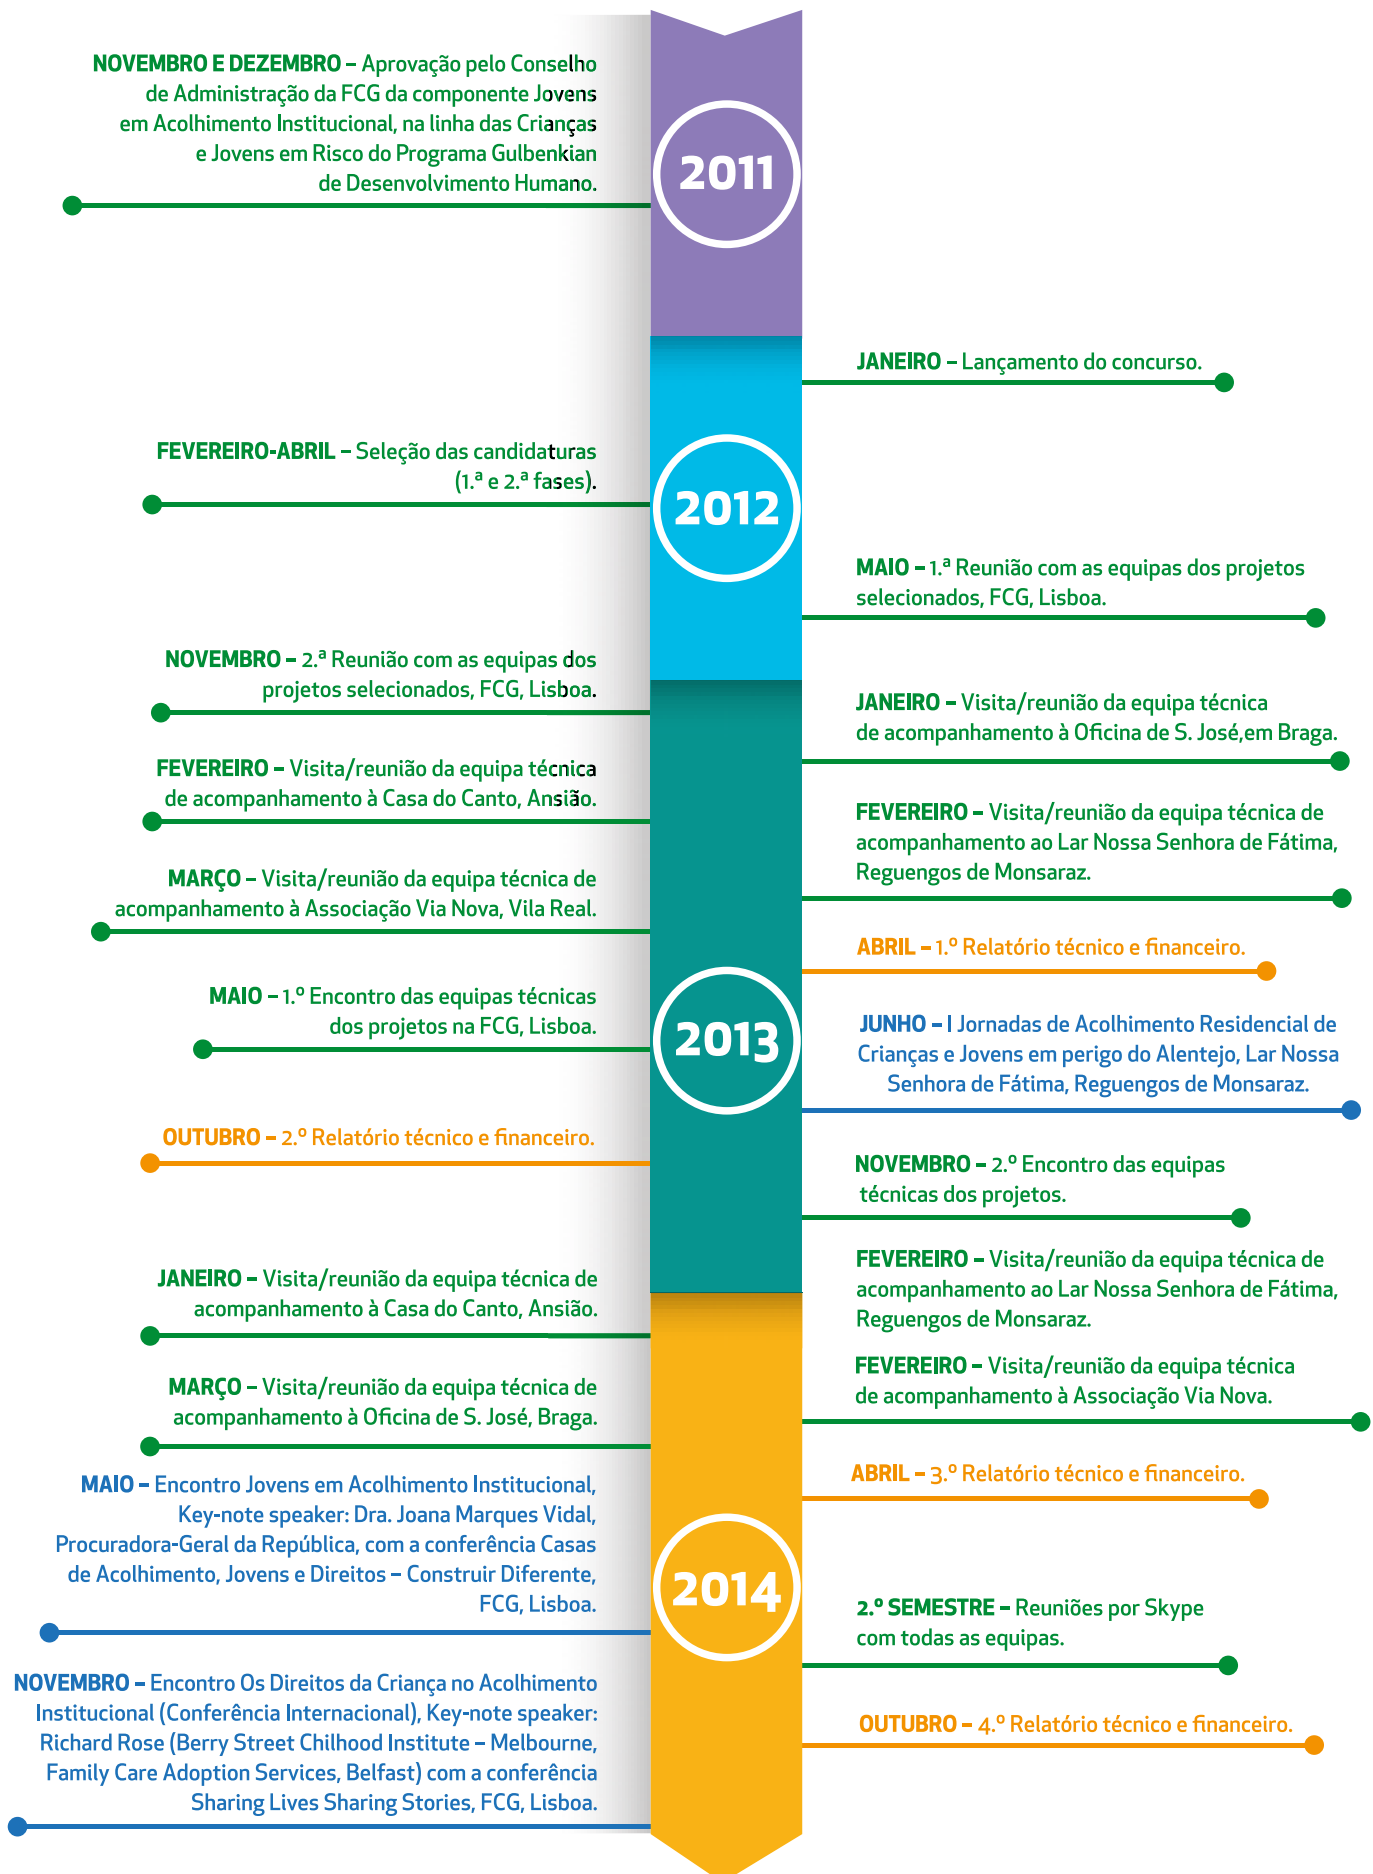 NOVEMBRO E DEZEMBRO – Aprovação pelo Conselho
de Administração da FCG da componente Jovens
em Acolhimento Institucional, na linha das Crianças
e Jovens em Risco do Programa Gulbenkian
de Desenvolvimento Humano.
2011
JANEIRO – Lançamento do concurso.
FEVEREIRO-ABRIL – Seleção das candidaturas
(1.ª e 2.ª fases).
2012
MAIO – 1.ª Reunião com as equipas dos projetos
selecionados, FCG, Lisboa.
NOVEMBRO – 2.ª Reunião com as equipas dos
projetos selecionados, FCG, Lisboa.
JANEIRO – Visita/reunião da equipa técnica
de acompanhamento à Oficina de S. José,em Braga.
FEVEREIRO – Visita/reunião da equipa técnica
de acompanhamento à Casa do Canto, Ansião.
FEVEREIRO – Visita/reunião da equipa técnica de
acompanhamento ao Lar Nossa Senhora de Fátima,
Reguengos de Monsaraz.
MARÇO – Visita/reunião da equipa técnica de
acompanhamento à Associação Via Nova, Vila Real.
ABRIL – 1.º Relatório técnico e financeiro.
MAIO – 1.º Encontro das equipas técnicas
dos projetos na FCG, Lisboa.
2013
JUNHO – I Jornadas de Acolhimento Residencial de
Crianças e Jovens em perigo do Alentejo, Lar Nossa
Senhora de Fátima, Reguengos de Monsaraz.
OUTUBRO – 2.º Relatório técnico e financeiro.
NOVEMBRO – 2.º Encontro das equipas
técnicas dos projetos.
JANEIRO – Visita/reunião da equipa técnica de
acompanhamento à Casa do Canto, Ansião.
FEVEREIRO – Visita/reunião da equipa técnica de
acompanhamento ao Lar Nossa Senhora de Fátima,
Reguengos de Monsaraz.
FEVEREIRO – Visita/reunião da equipa técnica
de acompanhamento à Associação Via Nova.
MARÇO – Visita/reunião da equipa técnica de
acompanhamento à Oficina de S. José, Braga.
ABRIL – 3.º Relatório técnico e financeiro.
MAIO – Encontro Jovens em Acolhimento Institucional,
Key-note speaker: Dra. Joana Marques Vidal,
Procuradora-Geral da República, com a conferência Casas
de Acolhimento, Jovens e Direitos – Construir Diferente,
FCG, Lisboa.
2014
2.º SEMESTRE – Reuniões por Skype
com todas as equipas.
NOVEMBRO – Encontro Os Direitos da Criança no Acolhimento
Institucional (Conferência Internacional), Key-note speaker:
Richard Rose (Berry Street Chilhood Institute – Melbourne,
Family Care Adoption Services, Belfast) com a conferência
Sharing Lives Sharing Stories, FCG, Lisboa.
OUTUBRO – 4.º Relatório técnico e financeiro.